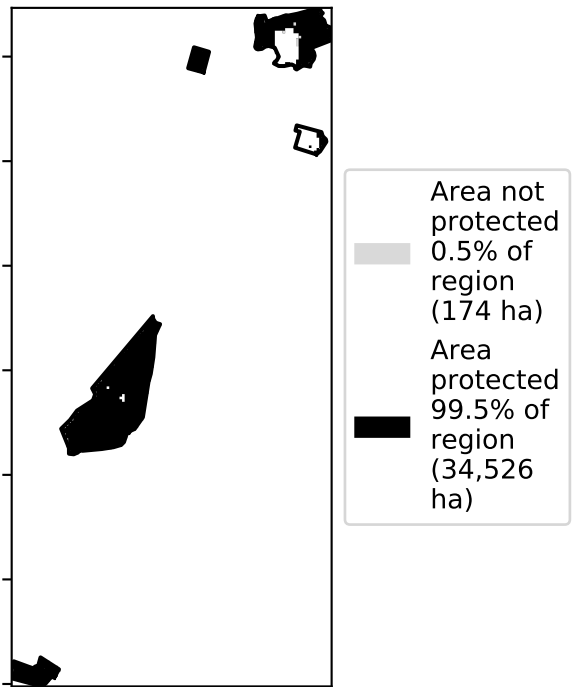 Area not
protected
0.5% of
region
(174 ha)
Area
protected
99.5% of
region
(34,526
ha)